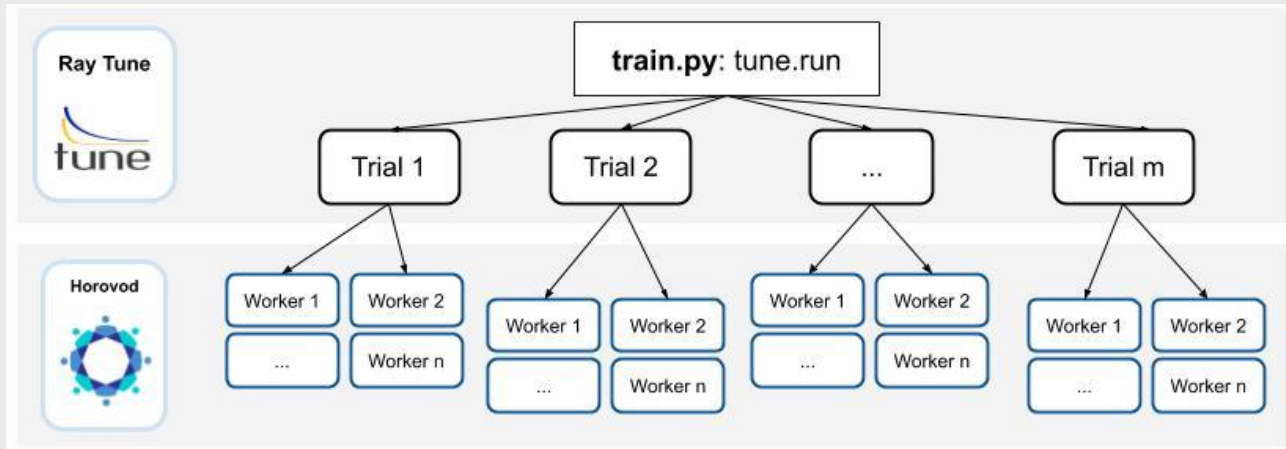 Ray Tune
tune
train.py: tune.run
Trial 1
Trial 2
...
Trial m
Horovod
Worker 1
Worker 2
...
Worker n
Worker 1
Worker 2
...
Worker n
Worker 1
Worker 2
...
Worker n
Worker 1
Worker 2
...
Worker n